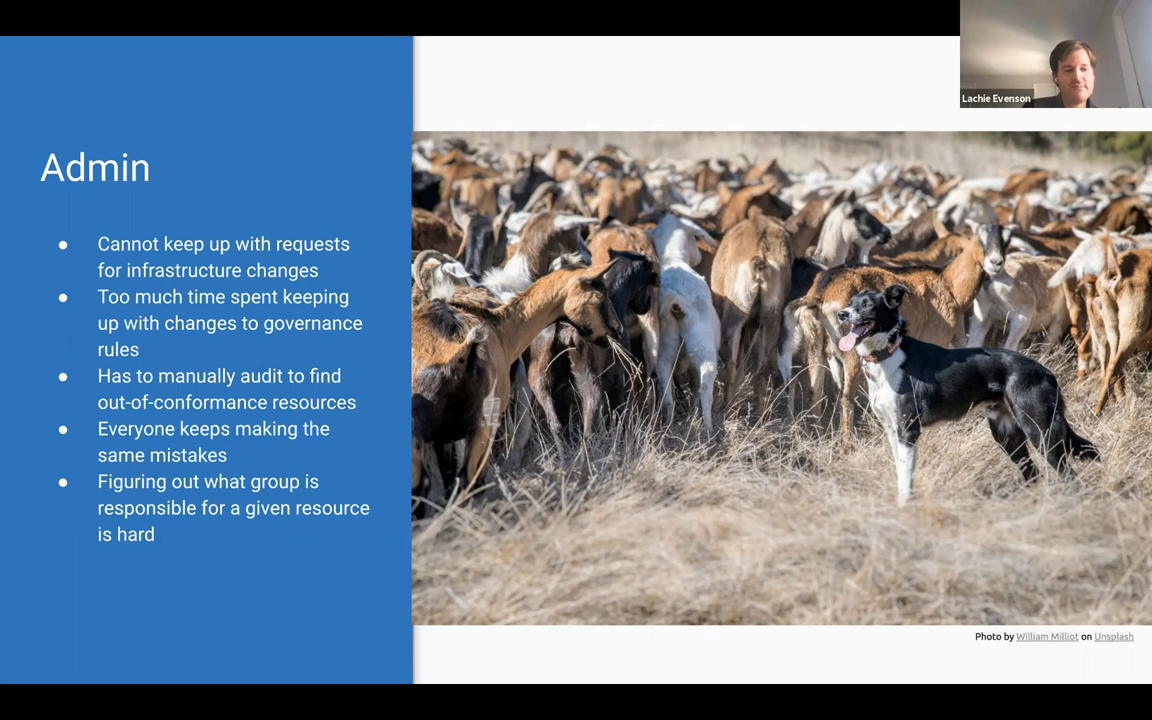 Lachie Evenson
Admin
● Cannot keep up with requests
for infrastructure changes
● Too much time spent keeping
up with changes to governance
rules
● Has to manually audit to find
out-of-conformance resources
● Everyone keeps making the
same mistakes
● Figuring out what group is
responsible for a given resource
is hard
Photo by William Milliot on Unsplash